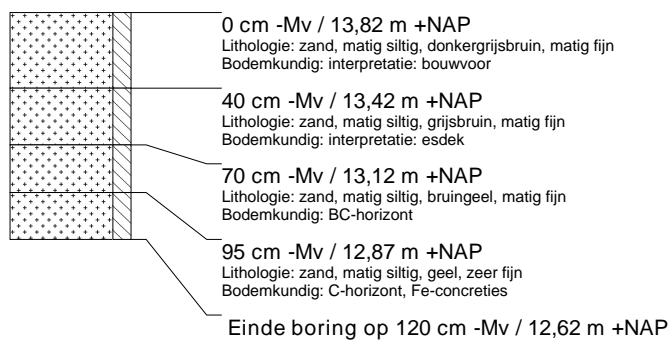 0 cm -Mv / 13,82 m +NAP
Lithologie: zand, matig siltig, donkergrijsbruin, matig fijn
Bodemkundig: interpretatie: bouwvoor
40 cm -Mv / 13,42 m +NAP
Lithologie: zand, matig siltig, grijsbruin, matig fijn
Bodemkundig: interpretatie: esdek
70 cm -Mv / 13,12 m +NAP
Lithologie: zand, matig siltig, bruingeel, matig fijn
Bodemkundig: BC-horizont
95 cm -Mv / 12,87 m +NAP
Lithologie: zand, matig siltig, geel, zeer fijn
Bodemkundig: C-horizont, Fe-concreties
Einde boring op 120 cm -Mv / 12,62 m +NAP